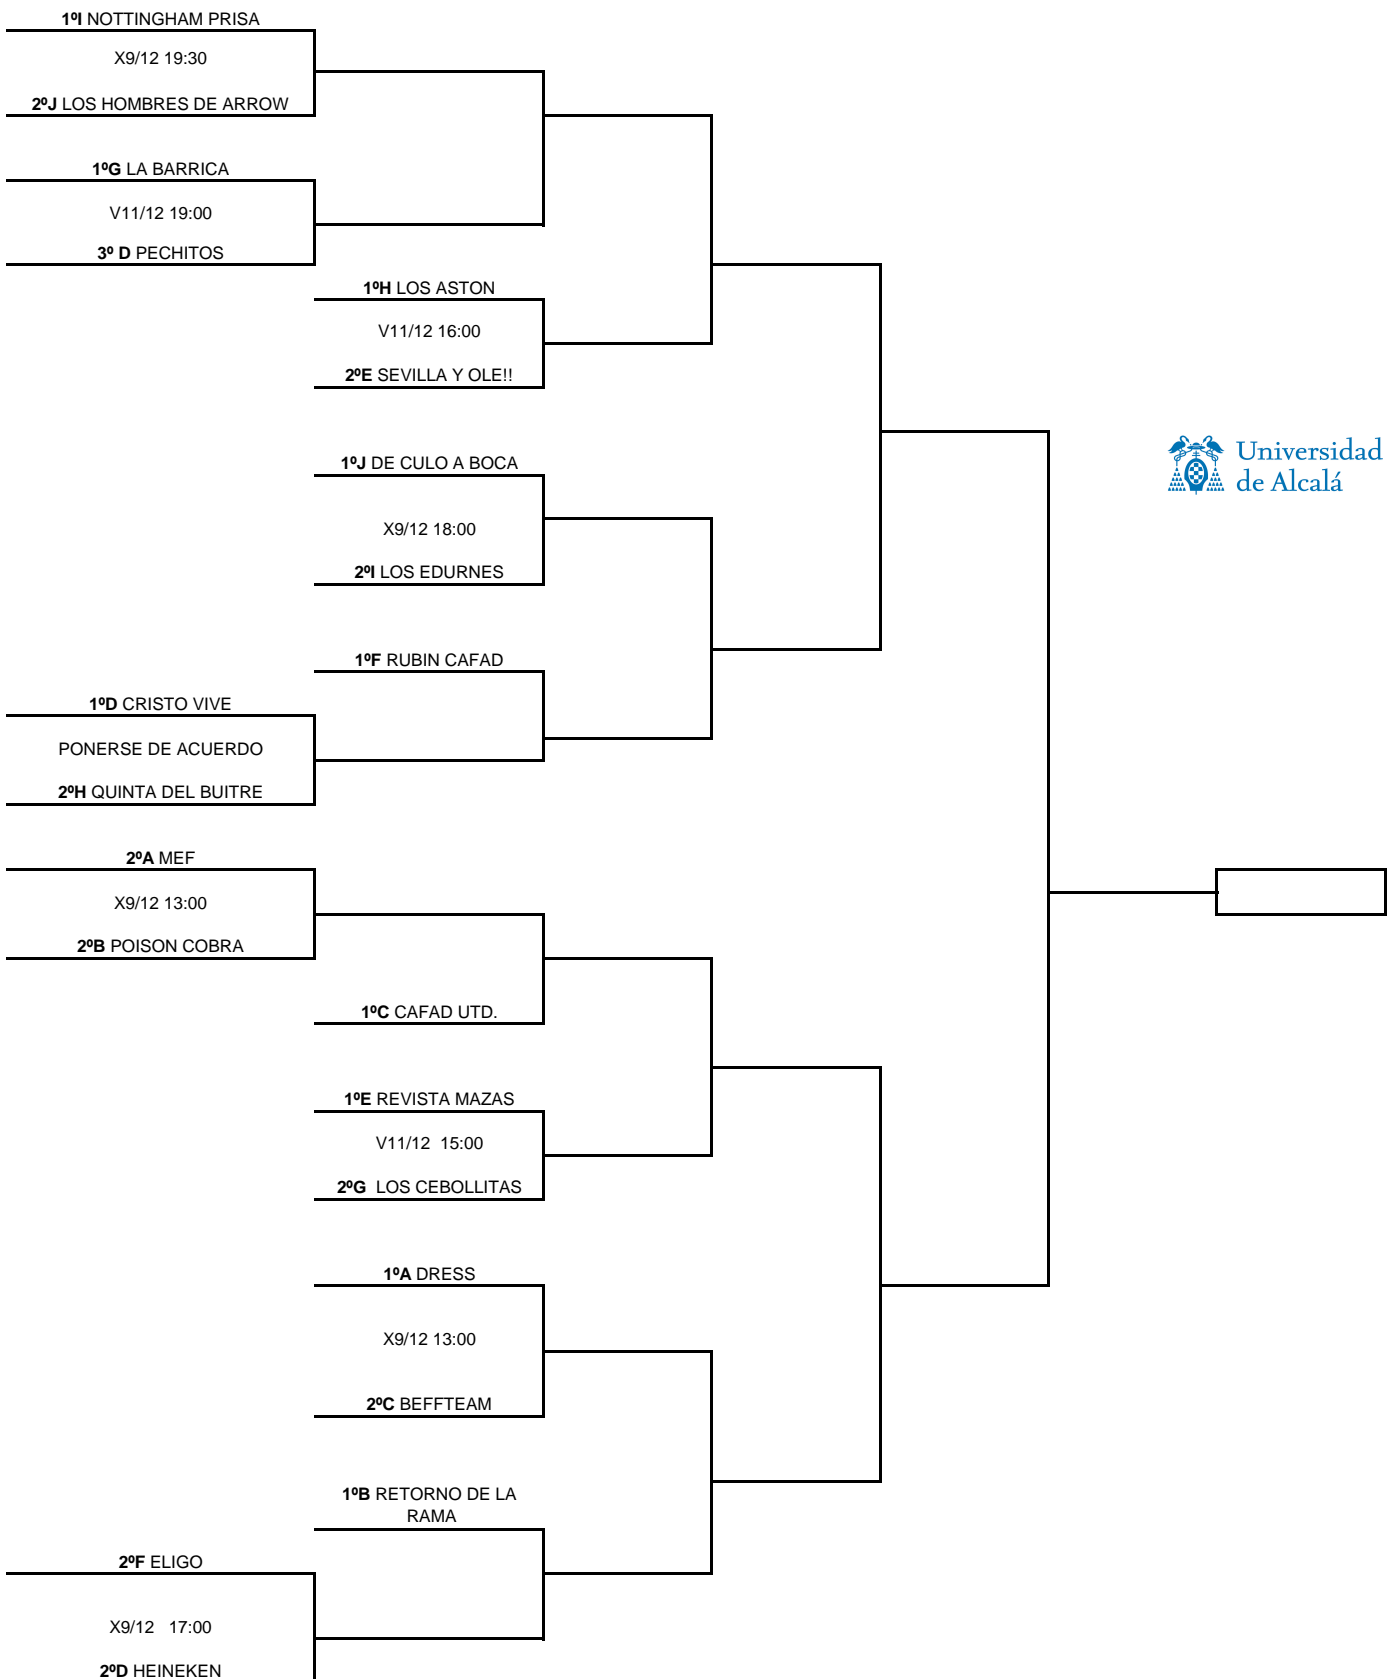 1ºI NOTTINGHAM PRISA
X9/12 19:30
2ºJ LOS HOMBRES DE ARROW
1ºG LA BARRICA
V11/12 19:00
3º D PECHITOS
1ºH LOS ASTON
V11/12 16:00
2ºE SEVILLA Y OLE!!
Universidad
de Alcalá
1ºJ DE CULO A BOCA
X9/12 18:00
2ºI LOS EDURNES
1ºF RUBIN CAFAD
1ºD CRISTO VIVE
PONERSE DE ACUERDO
2ºH QUINTA DEL BUITRE
2ºA MEF
X9/12 13:00
2ºB POISON COBRA
1ºC CAFAD UTD.
1ºE REVISTA MAZAS
V11/12  15:00
2ºG  LOS CEBOLLITAS
1ºA DRESS
X9/12 13:00
2ºC BEFFTEAM
1ºB RETORNO DE LA
RAMA
2ºF ELIGO
X9/12   17:00
2ºD HEINEKEN